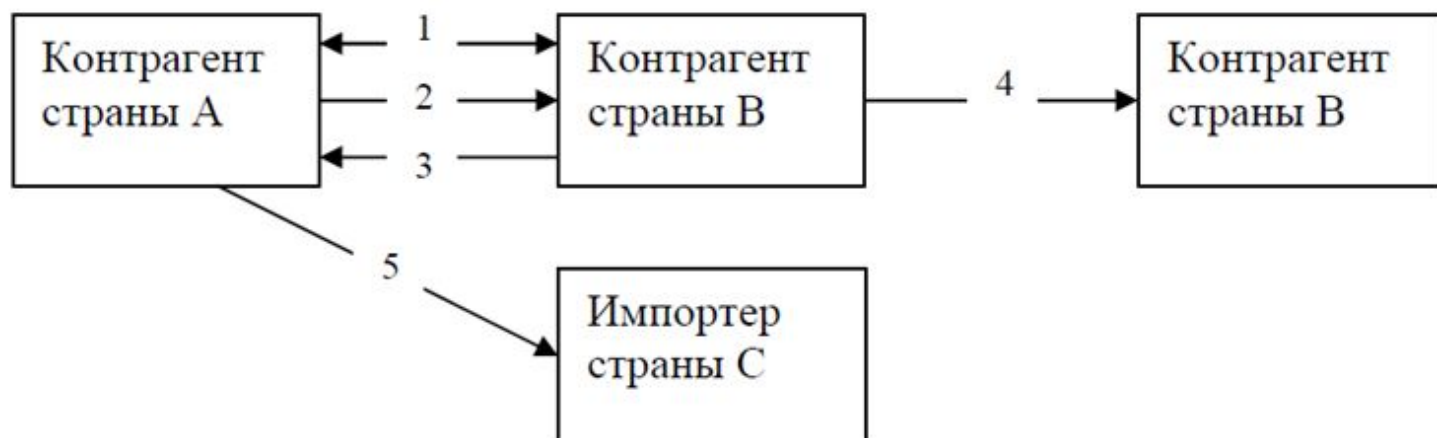 Контрагент
страны А
1
2
3
Контрагент
страны В
4
Контрагент
страны В
5
Импортер
страны С